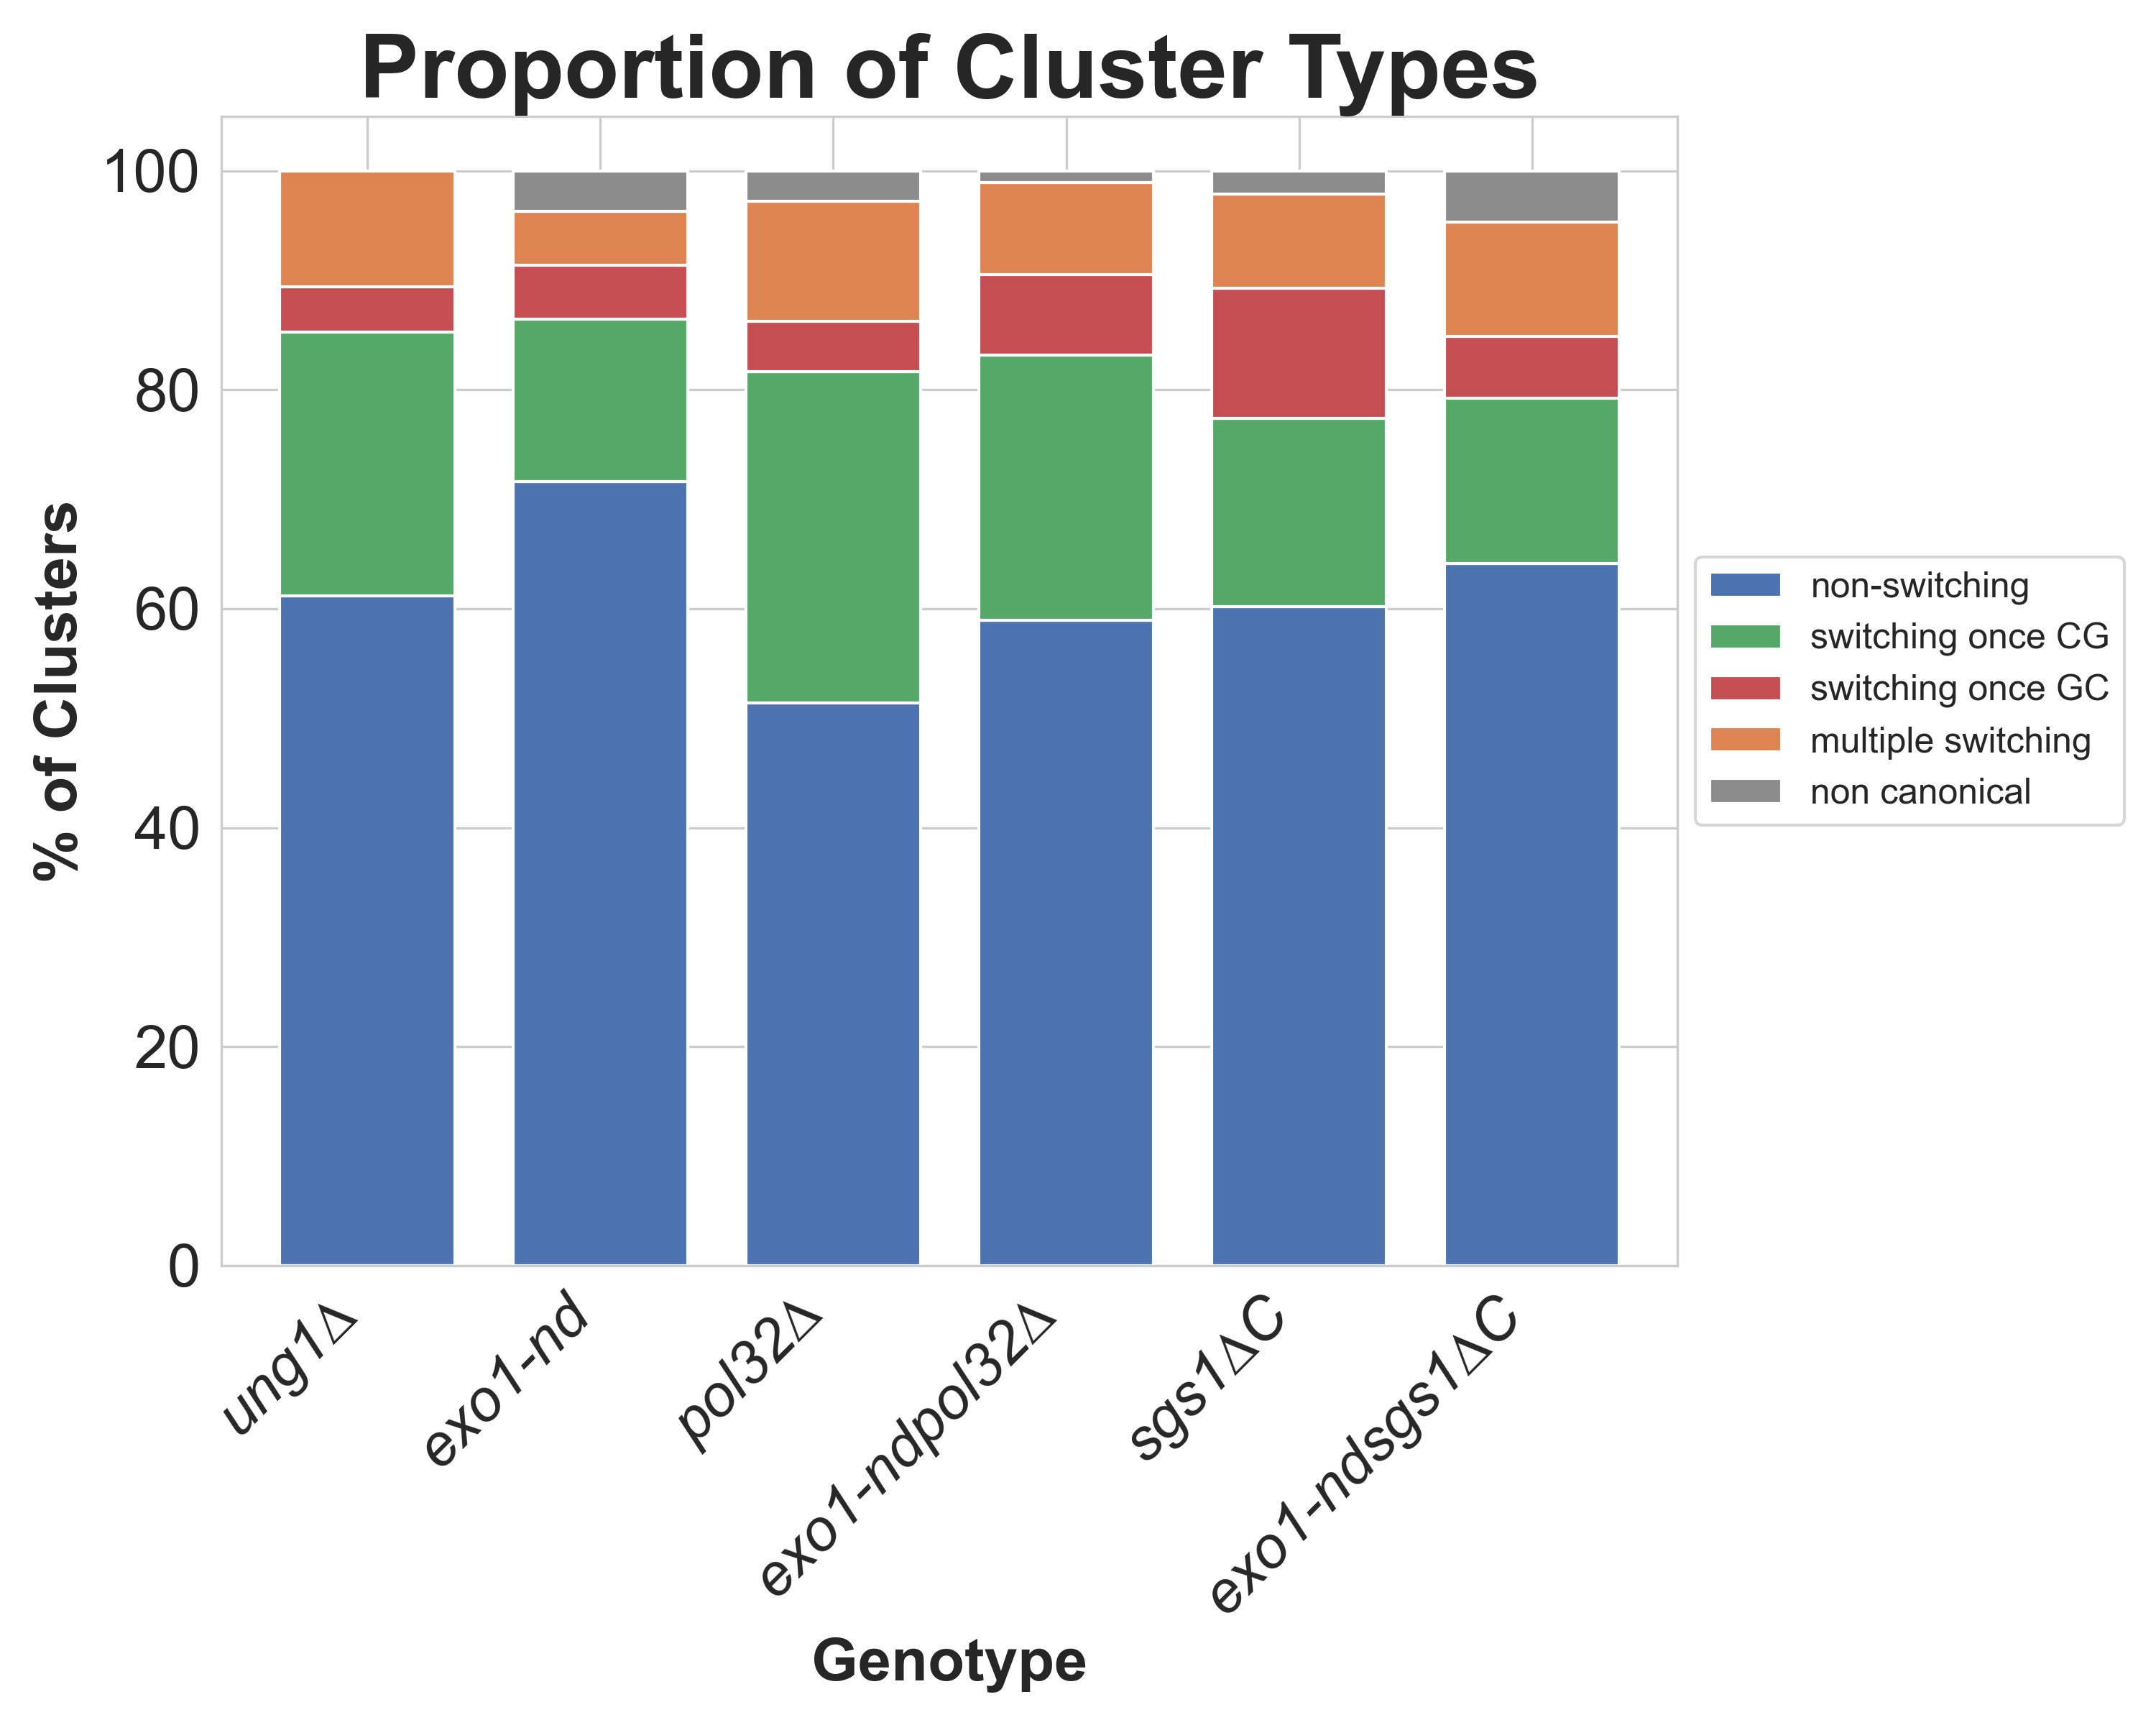 Proportion of Cluster Types
% of Clusters
100
80
60
40
20
0
non-switching
switching once CG
switching once GC
multiple switching
non canonical
ung1Δ
exo1-nd
pol32Δ
exo1-ndpol32Δ
sgs1ΔC
exo1-ndsgs1ΔC
Genotype